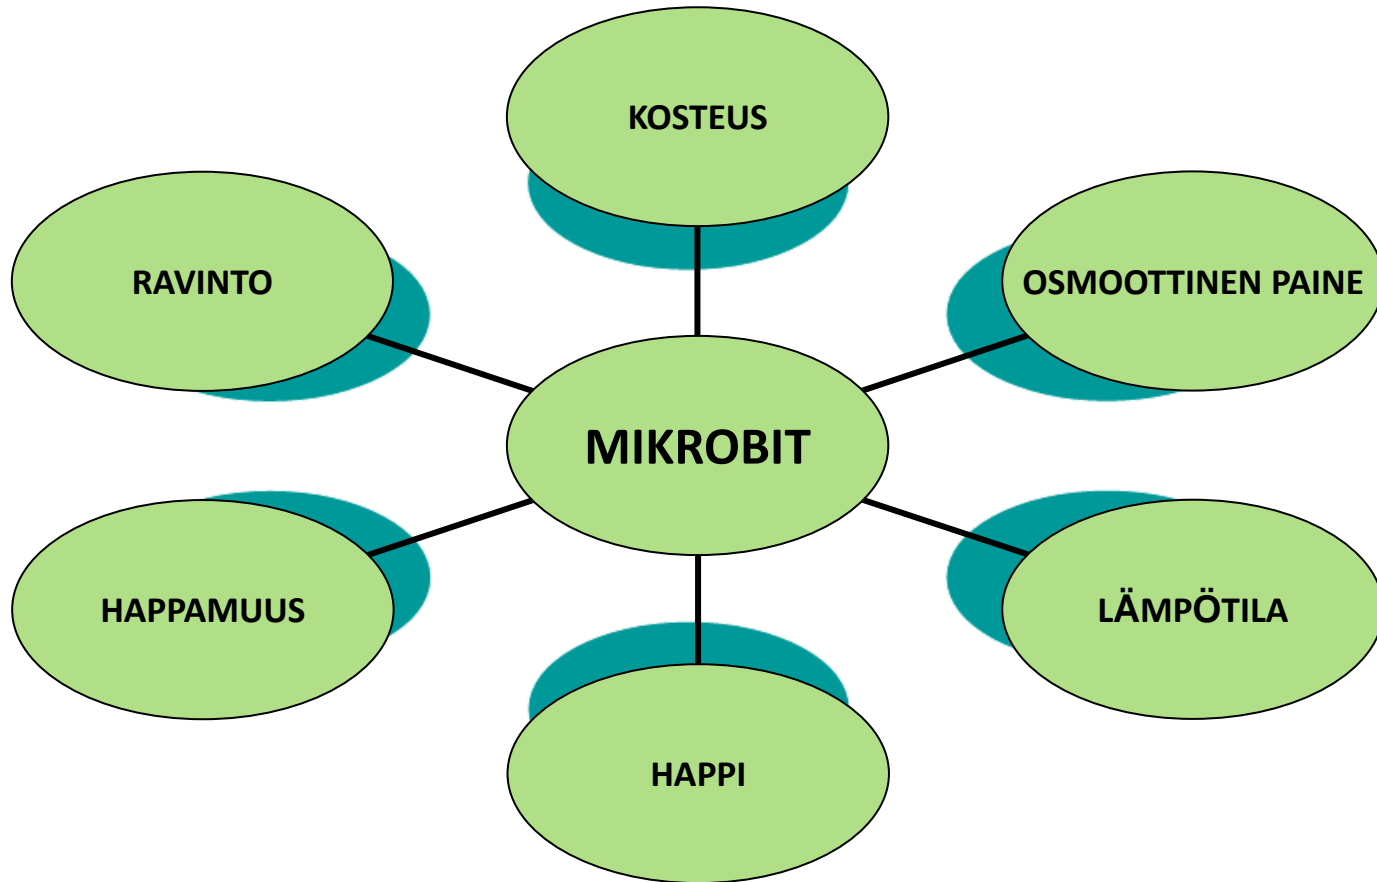 KOSTEUS
RAVINTO
OSMOOTTINEN PAINE
MIKROBIT
HAPPAMUUS
LÄMPÖTILA
HAPPI